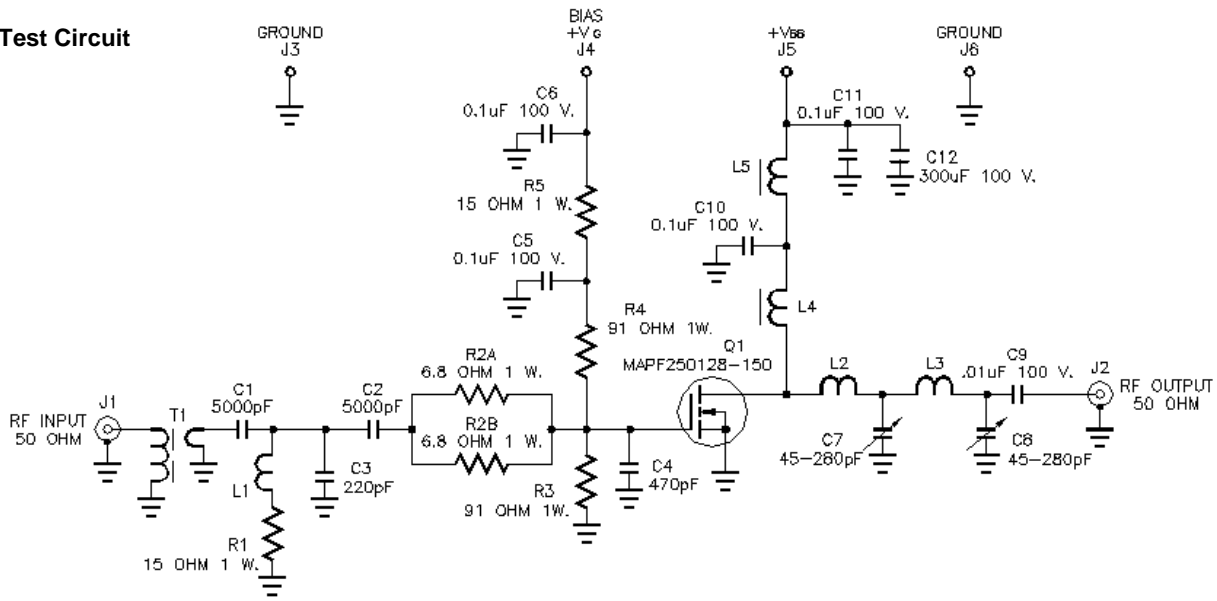 Test Circuit
GROUND
J3
BIAS
+VG
J4
+VBB
J5
GROUND
J6
C6
0.1uF 100 V.
C11
0.1uF 100 V.
C12
300uF 100 V.
L5
R5
15 OHM 1 W.
C10
0.1uF 100 V.
C5
0.1uF 100 V.
L4
R4
91 OHM 1W.
Q1
MAPF250128-150
R2A
6.8 OHM 1 W.
L2
L3
C9
.01uF 100 V.
J2
RF OUTPUT
50 OHM
RF INPUT
50 OHM
J1
T1
C1
5000pF
C2
5000pF
R2B
6.8 OHM 1 W.
C7
45-280pF
C8
45-280pF
C3
220pF
L1
C4
470pF
R3
91 OHM 1W.
R1
15 OHM 1 W.